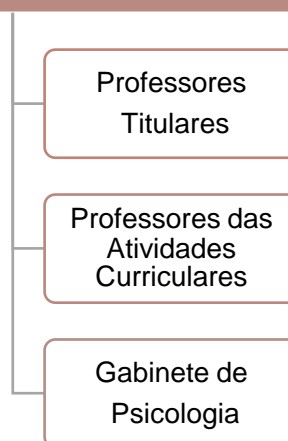 Professores
Titulares
Professores das
Atividades
Curriculares
Gabinete de
Psicologia